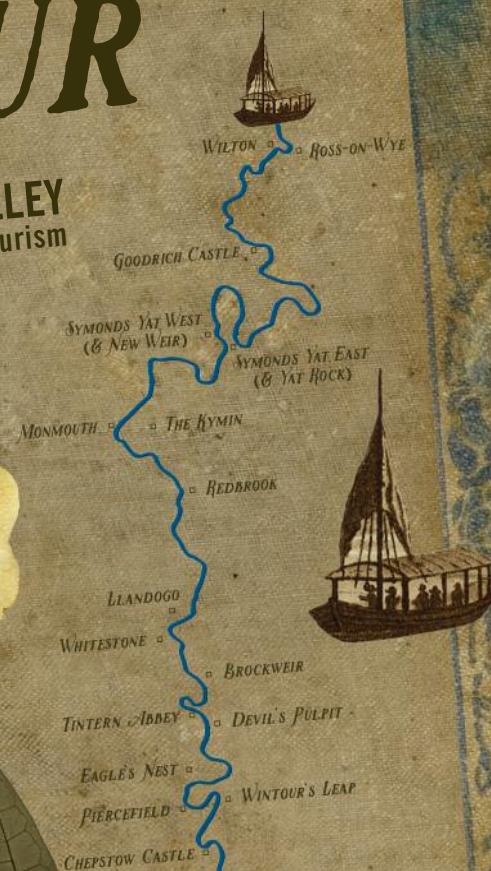 UR
LLEY
urism
WILTON
ROSS-ON-WYE
GOODRICH CASTLE
SYMONDS YAT WEST
(& NEW WEIR)
SYMONDS YAT EAST
(& YAT ROCK)
MONMOUTH
THE KYMIN
REDBROOK
LLANDOGO
WHITESTONE
BROCKWEIR
TINTERN ABBEY
DEVIL'S PULPIT
EAGLE'S NEST
WINTOUR'S LEAP
PIERCEFIELD
CHEPSTOW CASTLE